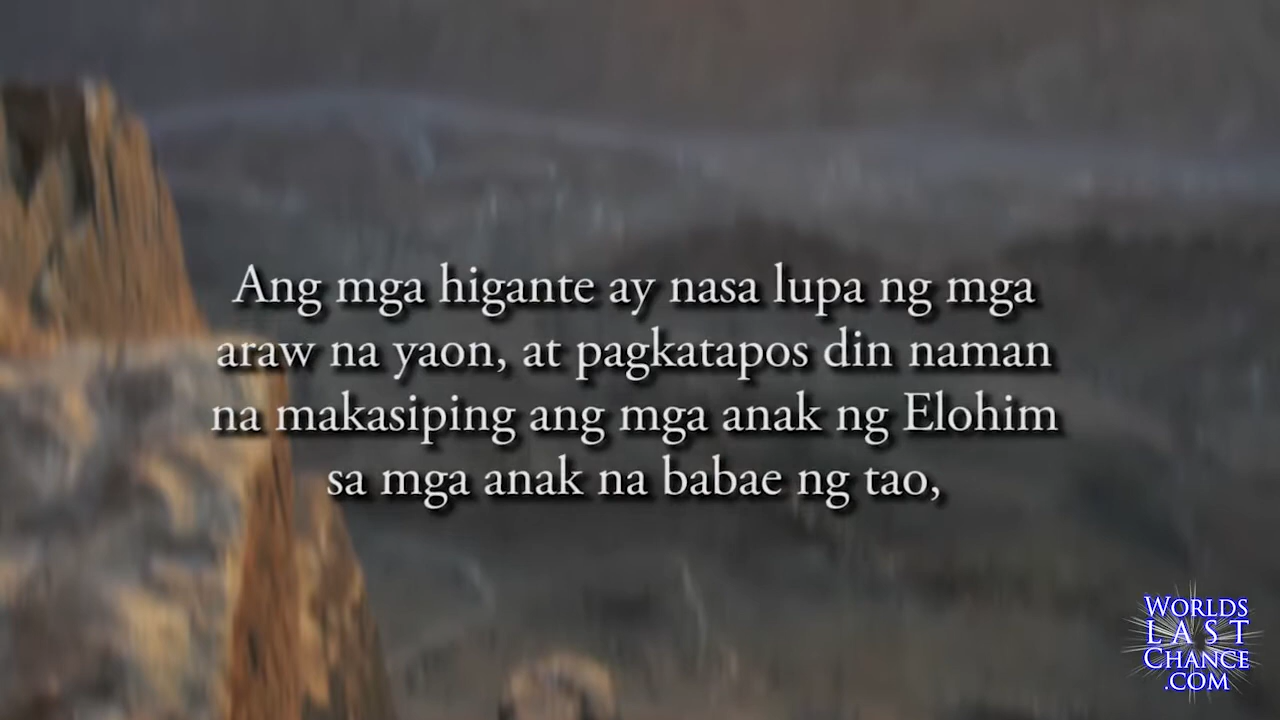 Ang mga higante ay nasa lupa ng mga
araw na yaon, at pagkatapos din naman
na makasiping ang mga anak ng Elohim
sa mga anak na babae ng tao,
WORLDS
LAST
CHANCE
.COM